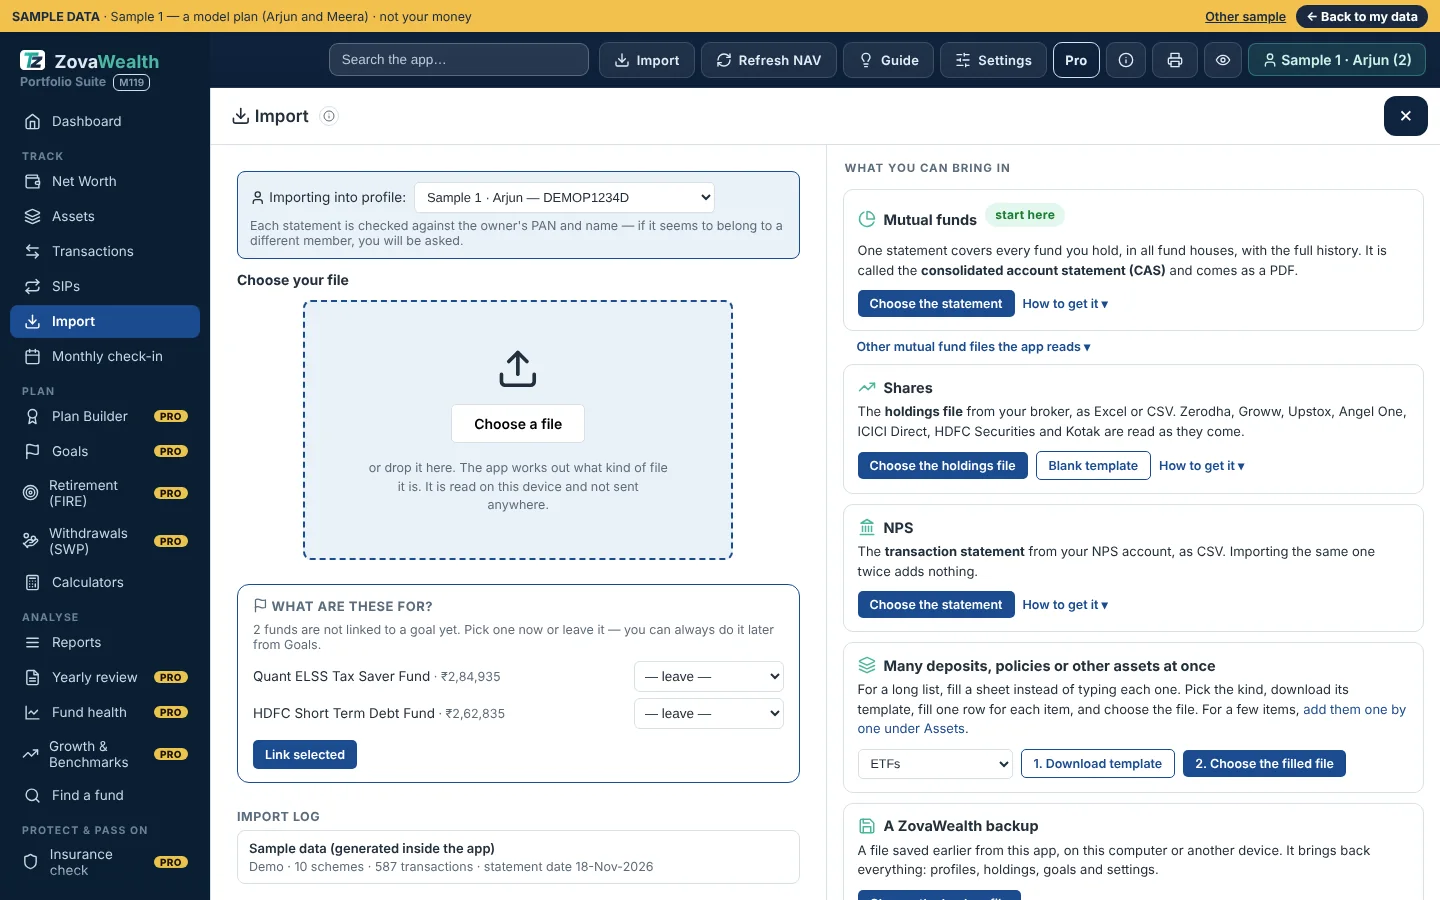 SAMPLE DATA · Sample 1 — a model plan (Arjun and Meera) · not your money
Other sample
← Back to my data
ZovaWealth
Portfolio Suite M119
Search the app…
Import
Refresh NAV
Guide
Settings
Pro
Sample 1 · Arjun (2)
Dashboard
TRACK
Net Worth
Assets
Transactions
SIPs
Import
Monthly check-in
PLAN
Plan Builder PRO
Goals PRO
Retirement
(FIRE) PRO
Withdrawals
(SWP) PRO
Calculators
ANALYSE
Reports
Yearly review PRO
Fund health PRO
Growth &
Benchmarks PRO
Find a fund
PROTECT & PASS ON
Insurance
check PRO
Import
×
Importing into profile: Sample 1 · Arjun — DEMOP1234D
Each statement is checked against the owner's PAN and name — if it seems to belong to a
different member, you will be asked.
Choose your file
Choose a file
or drop it here. The app works out what kind of file
it is. It is read on this device and not sent
anywhere.
WHAT ARE THESE FOR?
2 funds are not linked to a goal yet. Pick one now or leave it — you can always do it later
from Goals.
Quant ELSS Tax Saver Fund · ₹2,84,935 — leave —
HDFC Short Term Debt Fund · ₹2,62,835 — leave —
Link selected
IMPORT LOG
Sample data (generated inside the app)
Demo · 10 schemes · 587 transactions · statement date 18-Nov-2026
WHAT YOU CAN BRING IN
Mutual funds start here
One statement covers every fund you hold, in all fund houses, with the full history. It is
called the consolidated account statement (CAS) and comes as a PDF.
Choose the statement How to get it ▾
Other mutual fund files the app reads ▾
Shares
The holdings file from your broker, as Excel or CSV. Zerodha, Groww, Upstox, Angel One,
ICICI Direct, HDFC Securities and Kotak are read as they come.
Choose the holdings file Blank template How to get it ▾
NPS
The transaction statement from your NPS account, as CSV. Importing the same one
twice adds nothing.
Choose the statement How to get it ▾
Many deposits, policies or other assets at once
For a long list, fill a sheet instead of typing each one. Pick the kind, download its
template, fill one row for each item, and choose the file. For a few items, add them one by
one under Assets.
ETFs 1. Download template 2. Choose the filled file
A ZovaWealth backup
A file saved earlier from this app, on this computer or another device. It brings back
everything: profiles, holdings, goals and settings.